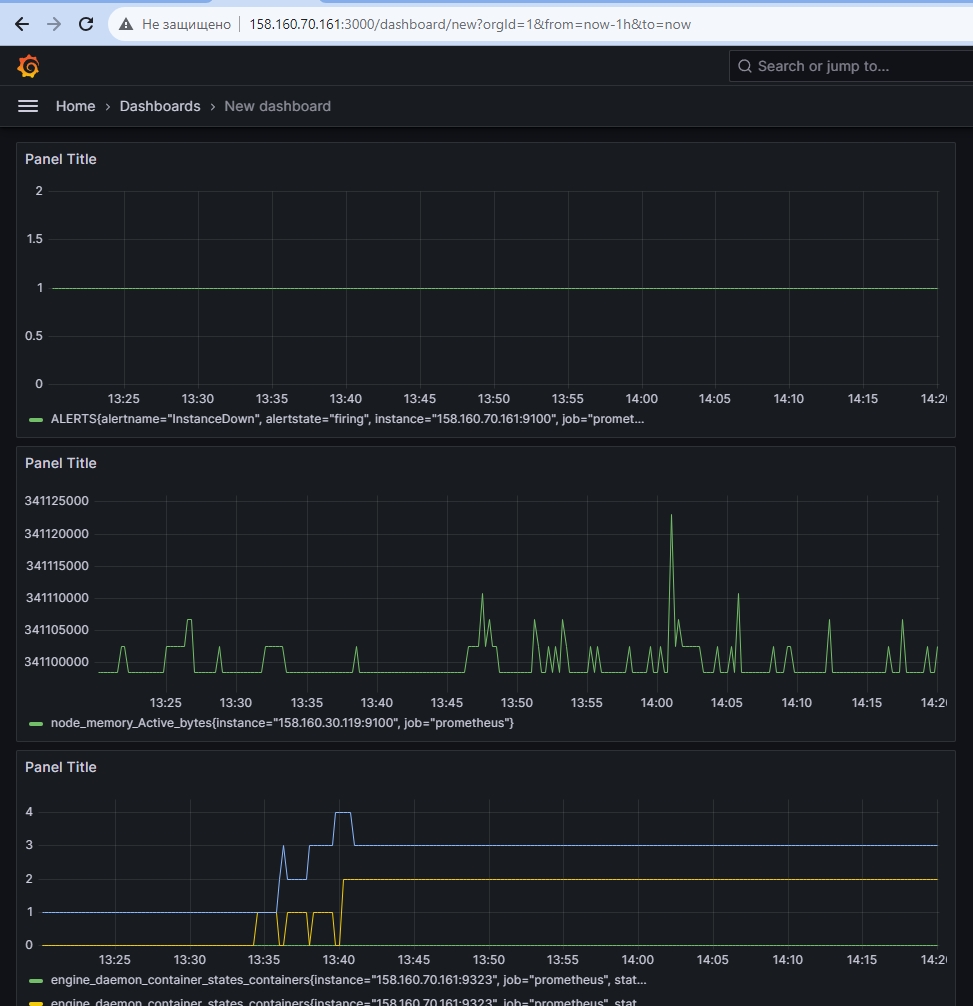 Не защищено 158.160.70.161:3000/dashboard/new?orgId=1&from=now-1h&to=now
Search or jump to...
Home › Dashboards › New dashboard
Panel Title
2
1.5
1
0.5
0
13:25 13:30 13:35 13:40 13:45 13:50 13:55 14:00 14:05 14:10 14:15 14:20
ALERTS{alertname="InstanceDown", alertstate="firing", instance="158.160.70.161:9100", job="promet...
Panel Title
341125000
341120000
341115000
341110000
341105000
341100000
13:25 13:30 13:35 13:40 13:45 13:50 13:55 14:00 14:05 14:10 14:15 14:20
node_memory_Active_bytes{instance="158.160.30.119:9100", job="prometheus"}
Panel Title
4
3
2
1
0
13:25 13:30 13:35 13:40 13:45 13:50 13:55 14:00 14:05 14:10 14:15 14:20
engine_daemon_container_states_containers{instance="158.160.70.161:9323", job="prometheus", stat...
engine_daemon_container_states_containers{instance="158.160.70.161:9323", job="prometheus", stat...